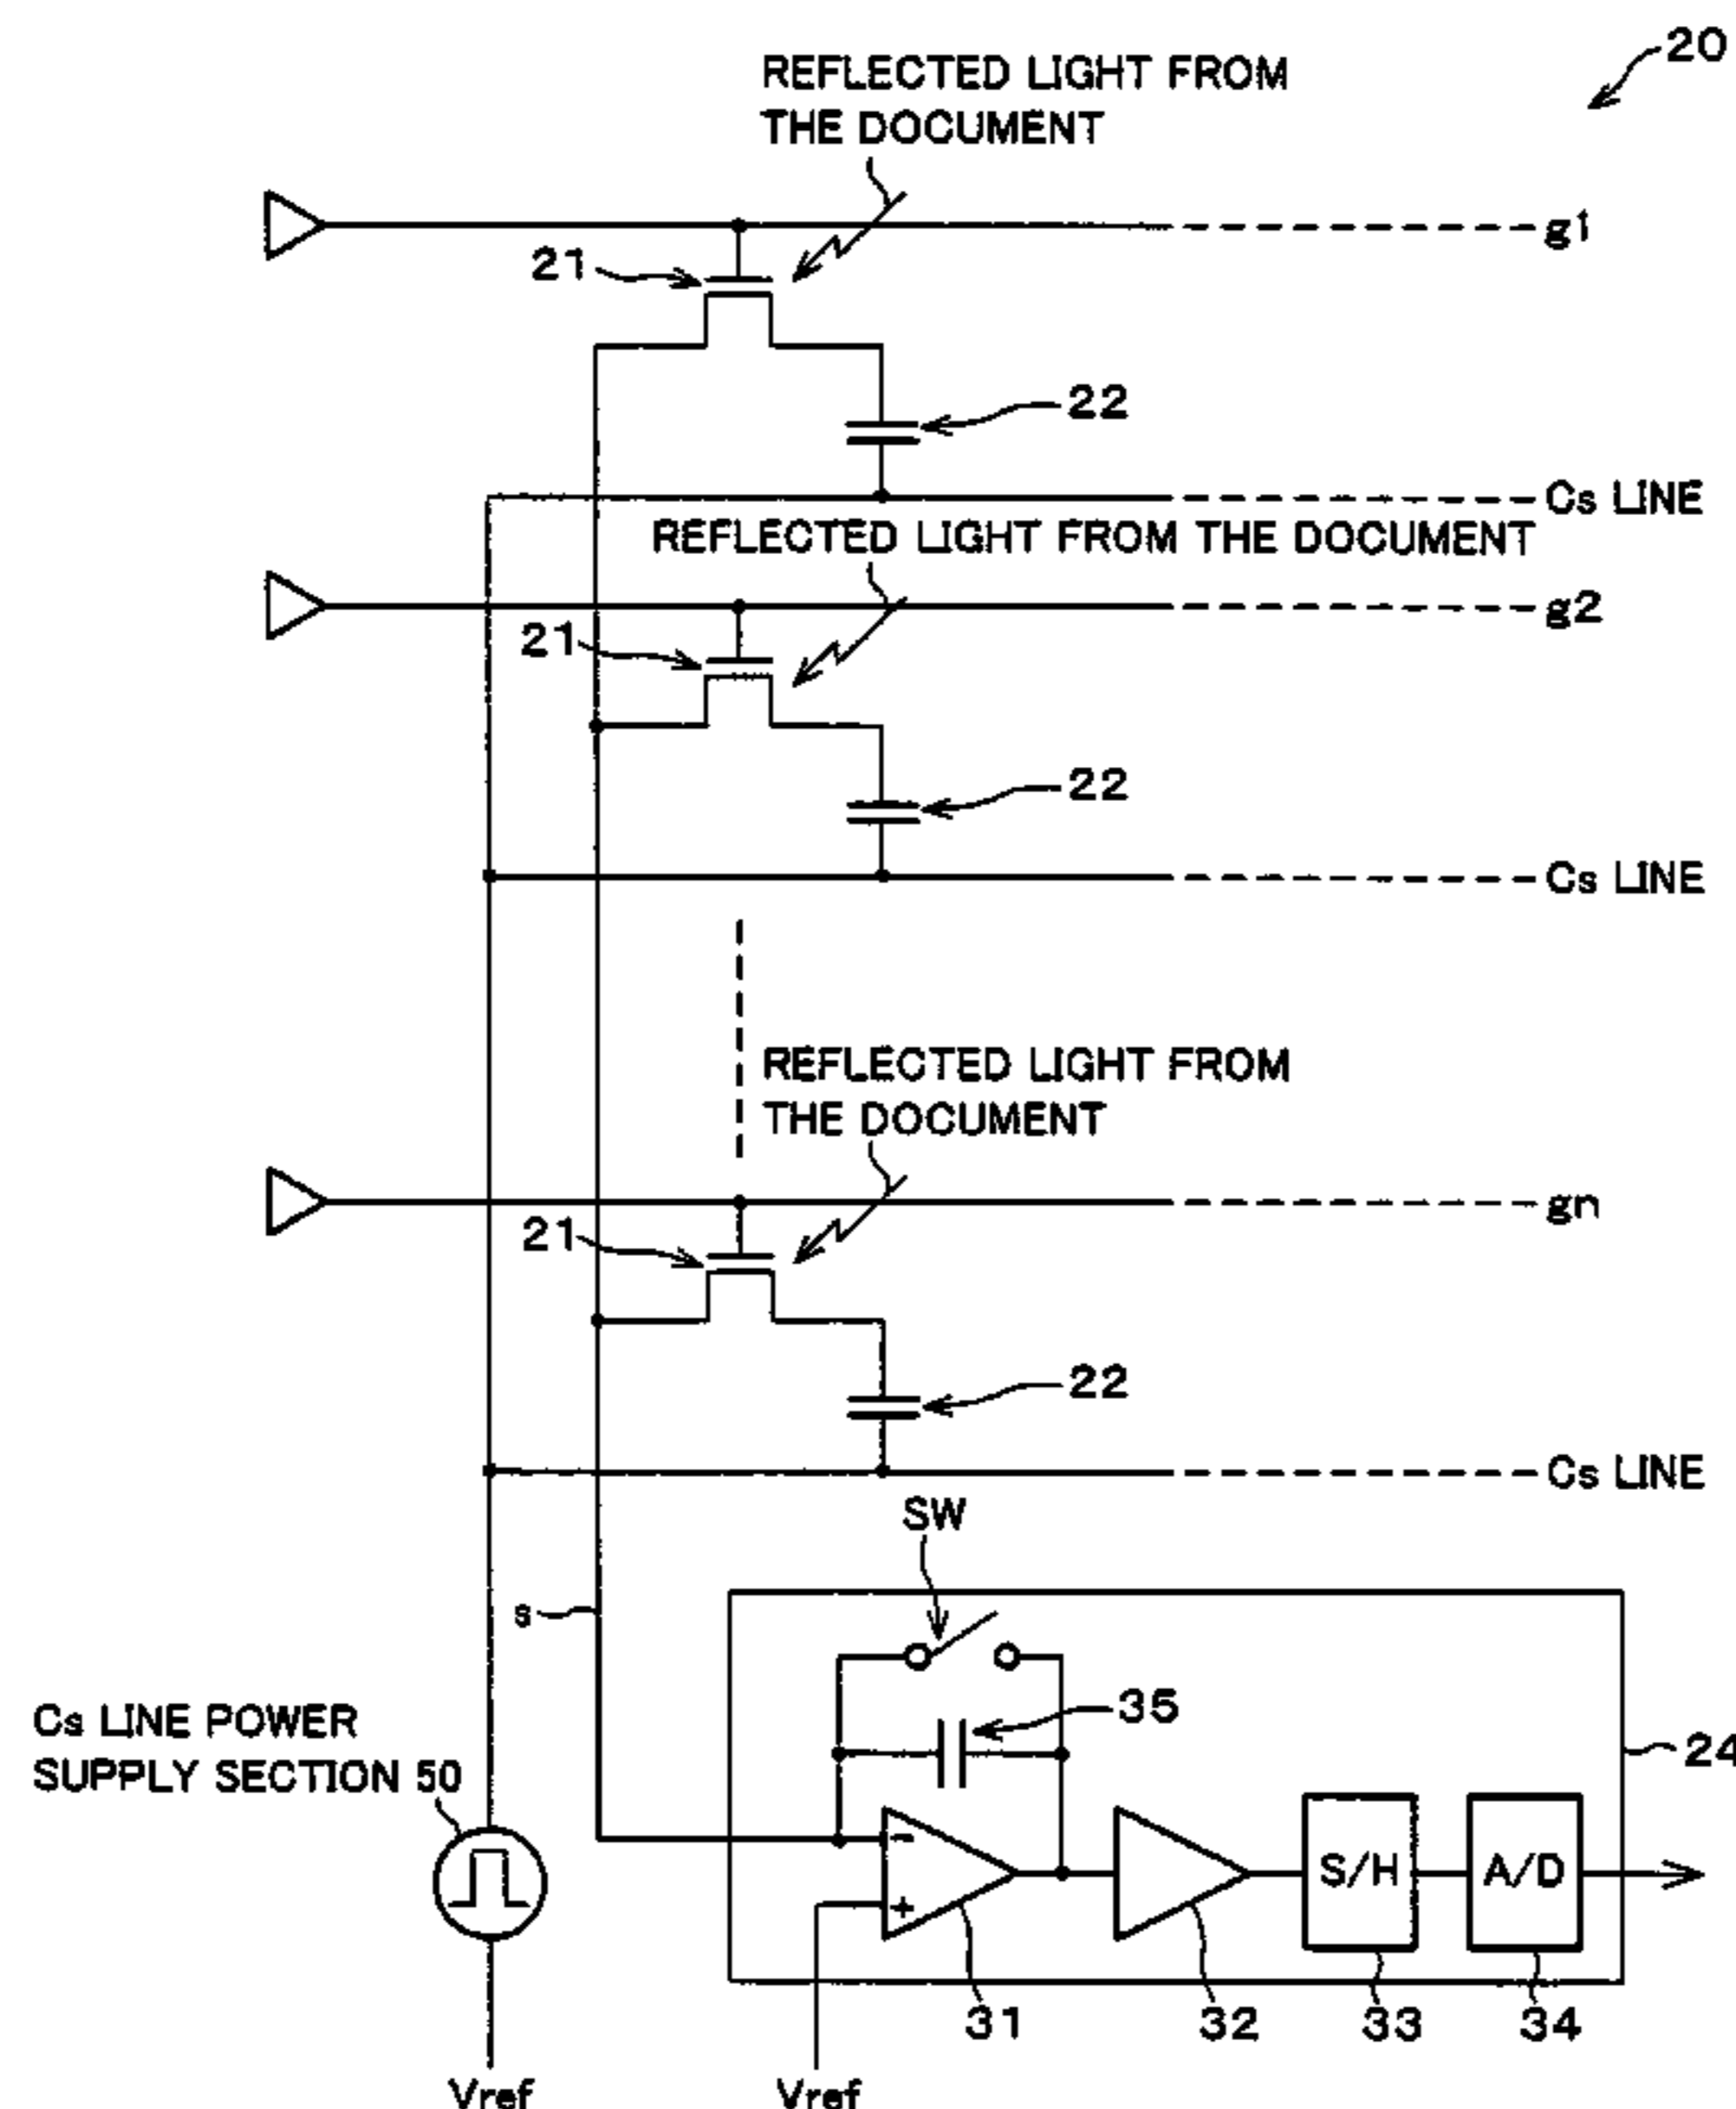 20
REFLECTED LIGHT FROM
THE DOCUMENT
g1
21
22
Cs LINE
REFLECTED LIGHT FROM THE DOCUMENT
g2
21
22
Cs LINE
REFLECTED LIGHT FROM
THE DOCUMENT
gn
21
22
Cs LINE
SW
s
35
Cs LINE POWER
SUPPLY SECTION 50
24
-
+
S/H
A/D
31
32
33
34
Vref
Vref